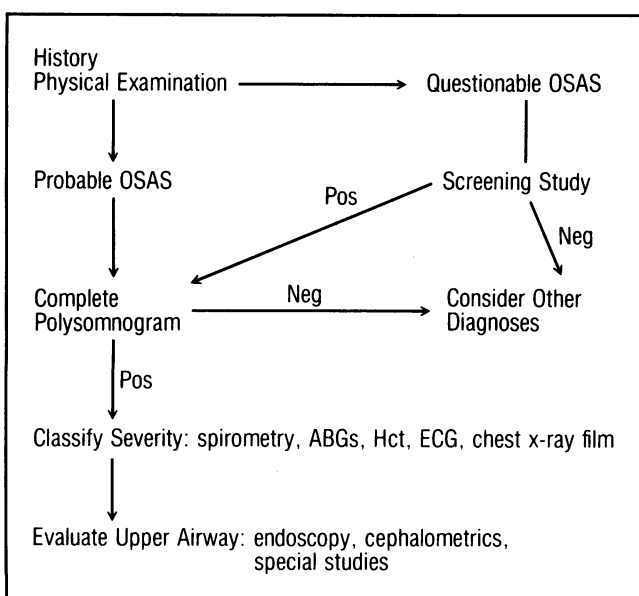 History
Physical Examination
Questionable OSAS
Probable OSAS
Screening Study
Pos
Neg
Complete
Polysomnogram
Neg
Consider Other
Diagnoses
Pos
Classify Severity: spirometry, ABGs, Hct, ECG, chest x-ray film
Evaluate Upper Airway: endoscopy, cephalometrics,
special studies